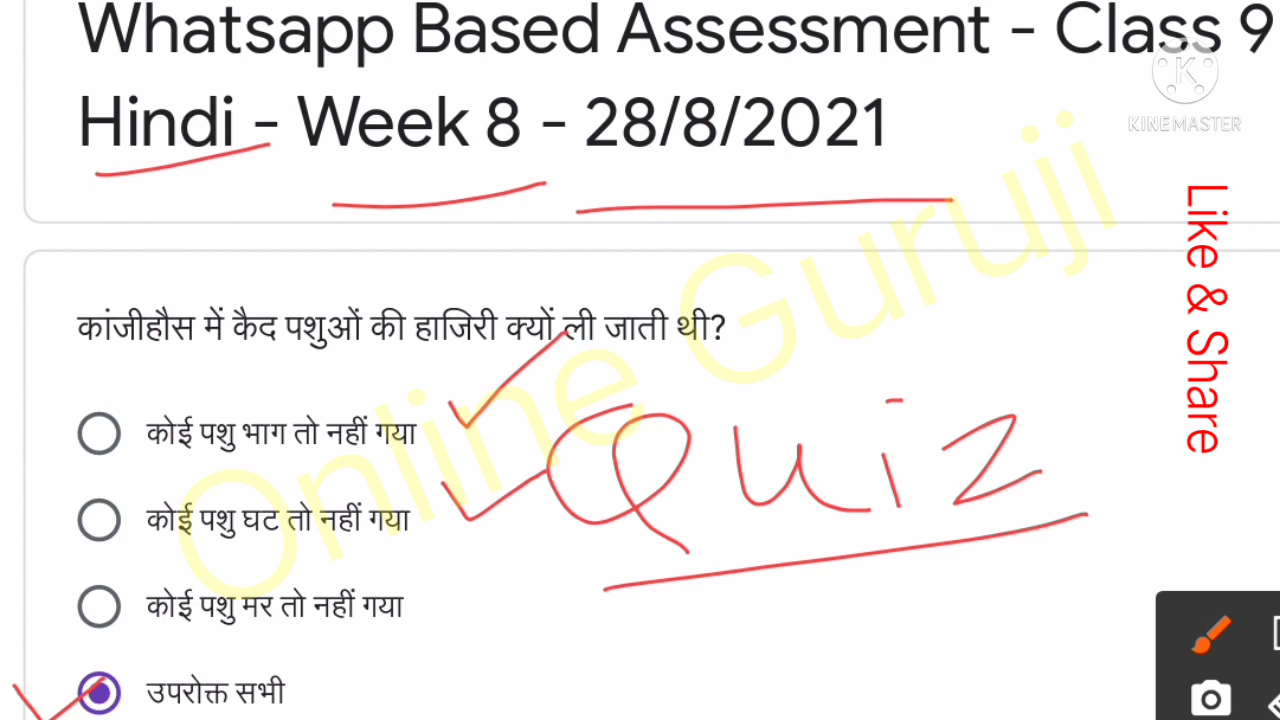 Whatsapp Based Assessment - Class 9
Hindi - Week 8 - 28/8/2021
KINEMASTER
Like & Share
Online Guruji
कांजीहौस में कैद पशुओं की हाजिरी क्यों ली जाती थी?
कोई पशु भाग तो नहीं गया
कोई पशु घट तो नहीं गया
Quiz
कोई पशु मर तो नहीं गया
उपरोक्त सभी